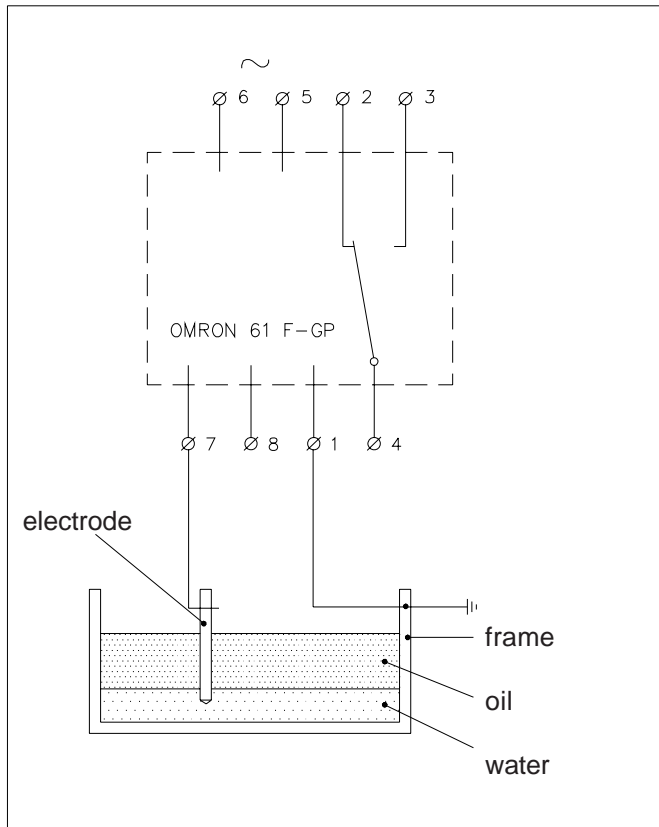 ~
6 5 2 3
OMRON 61 F-GP
7 8 1 4
electrode
frame
oil
water